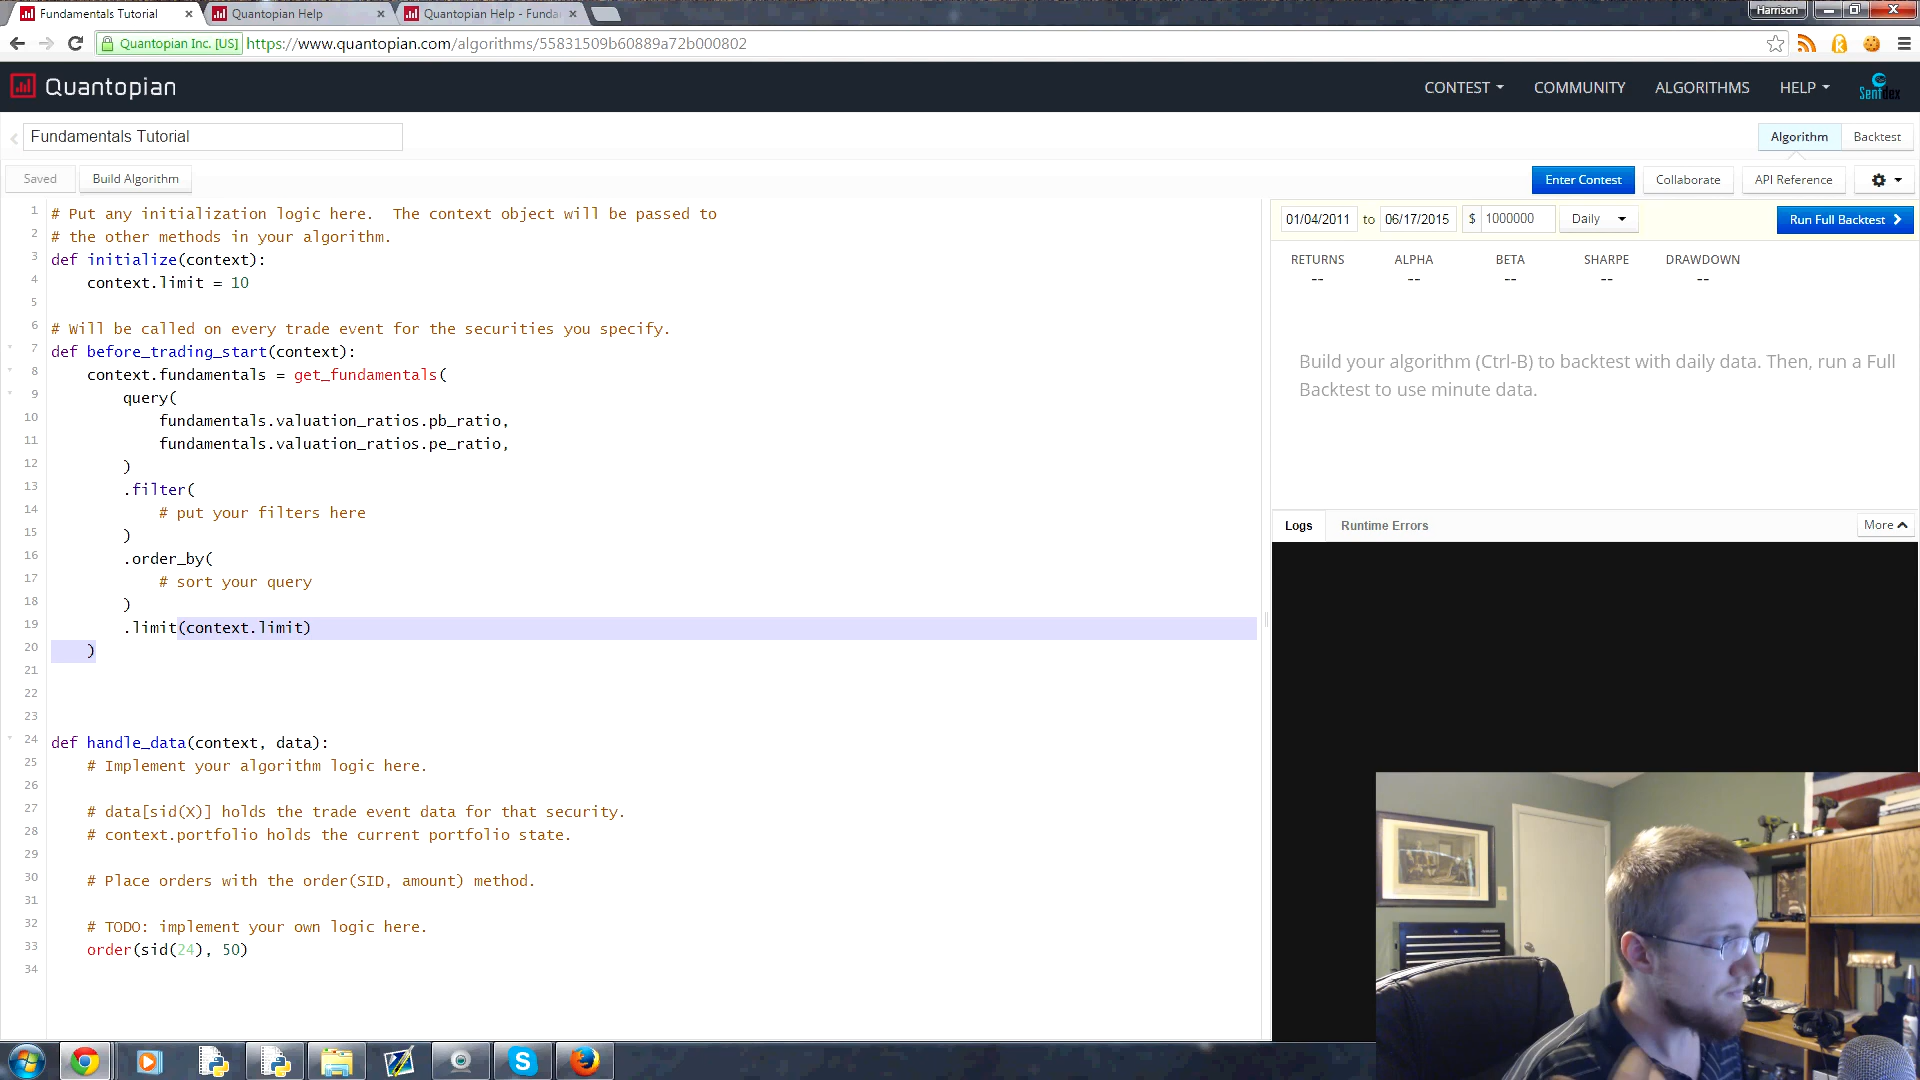 Fundamentals Tutorial
Quantopian Help
Quantopian Help - Funda
Harrison
Quantopian Inc. [US] https://www.quantopian.com/algorithms/55831509b60889a72b000802
Quantopian
CONTEST COMMUNITY ALGORITHMS HELP
Sentdex
Fundamentals Tutorial
Algorithm Backtest
Saved Build Algorithm
Enter Contest Collaborate API Reference
1 # Put any initialization logic here.  The context object will be passed to
2 # the other methods in your algorithm.
3 def initialize(context):
4 context.limit = 10
5
6 # Will be called on every trade event for the securities you specify.
7 def before_trading_start(context):
8 context.fundamentals = get_fundamentals(
9 query(
10 fundamentals.valuation_ratios.pb_ratio,
11 fundamentals.valuation_ratios.pe_ratio,
12 )
13 .filter(
14 # put your filters here
15 )
16 .order_by(
17 # sort your query
18 )
19 .limit(context.limit)
20 )
21
22
23
24 def handle_data(context, data):
25 # Implement your algorithm logic here.
26
27 # data[sid(X)] holds the trade event data for that security.
28 # context.portfolio holds the current portfolio state.
29
30 # Place orders with the order(SID, amount) method.
31
32 # TODO: implement your own logic here.
33 order(sid(24), 50)
34
01/04/2011 to 06/17/2015 $ 1000000 Daily Run Full Backtest
RETURNS ALPHA BETA SHARPE DRAWDOWN
-- -- -- -- --
Build your algorithm (Ctrl-B) to backtest with daily data. Then, run a Full
Backtest to use minute data.
Logs Runtime Errors More